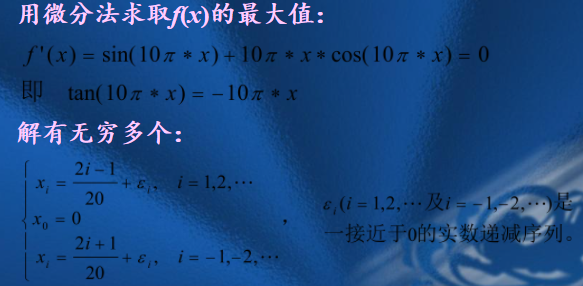 用微分法求取f(x)的最大值：
f'(x) = sin(10π * x) + 10π * x * cos(10π * x) = 0
即 tan(10π * x) = −10π * x
解有无穷多个：
x_i = (2i − 1)/20 + ε_i, i = 1,2,⋯
x_0 = 0
x_i = (2i + 1)/20 + ε_i, i = −1,−2,⋯
，
ε_i(i = 1,2,⋯及i = −1,−2,⋯)是
一接近于0的实数递减序列。